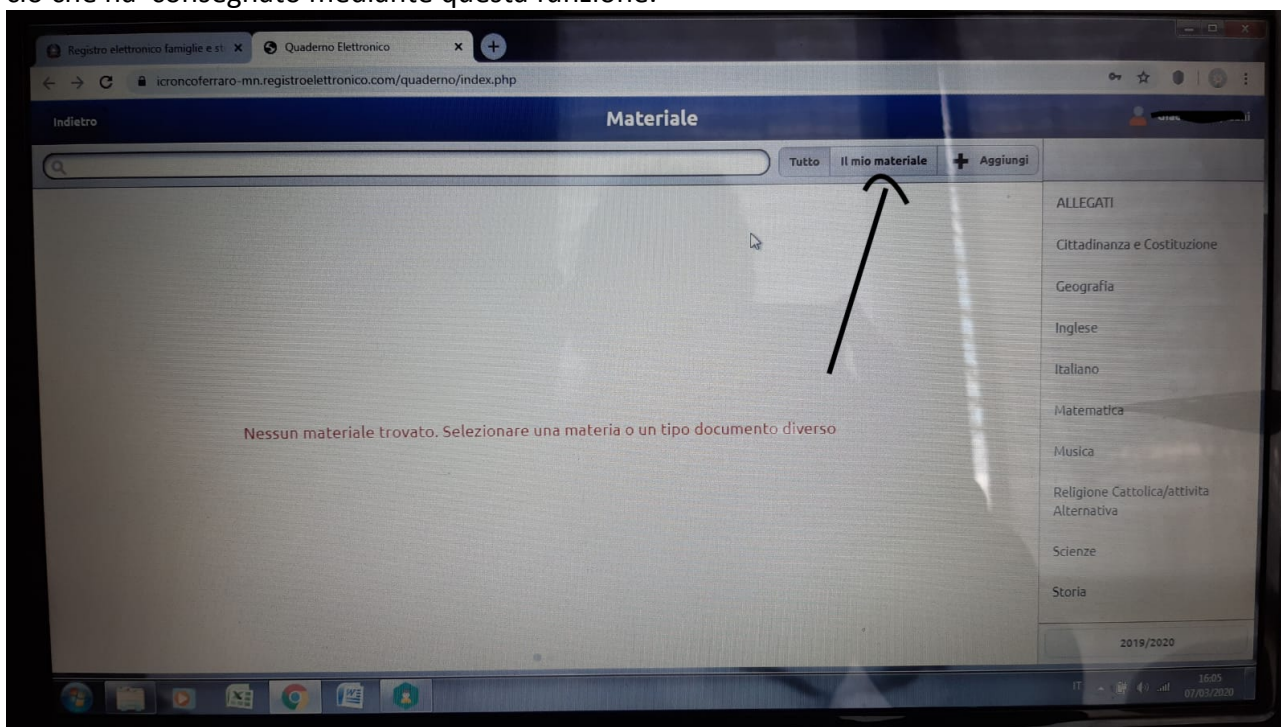 ciò che ha consegnato mediante questa funzione.
Registro elettronico famiglie e st
Quaderno Elettronico
icroncoferraro-mn.registroelettronico.com/quaderno/index.php
Indietro
Materiale
Tutto
Il mio materiale
Aggiungi
ALLEGATI
Cittadinanza e Costituzione
Geografia
Inglese
Italiano
Matematica
Musica
Religione Cattolica/attivita
Alternativa
Scienze
Storia
Nessun materiale trovato. Selezionare una materia o un tipo documento diverso
2019/2020
IT
16:05
07/03/2020